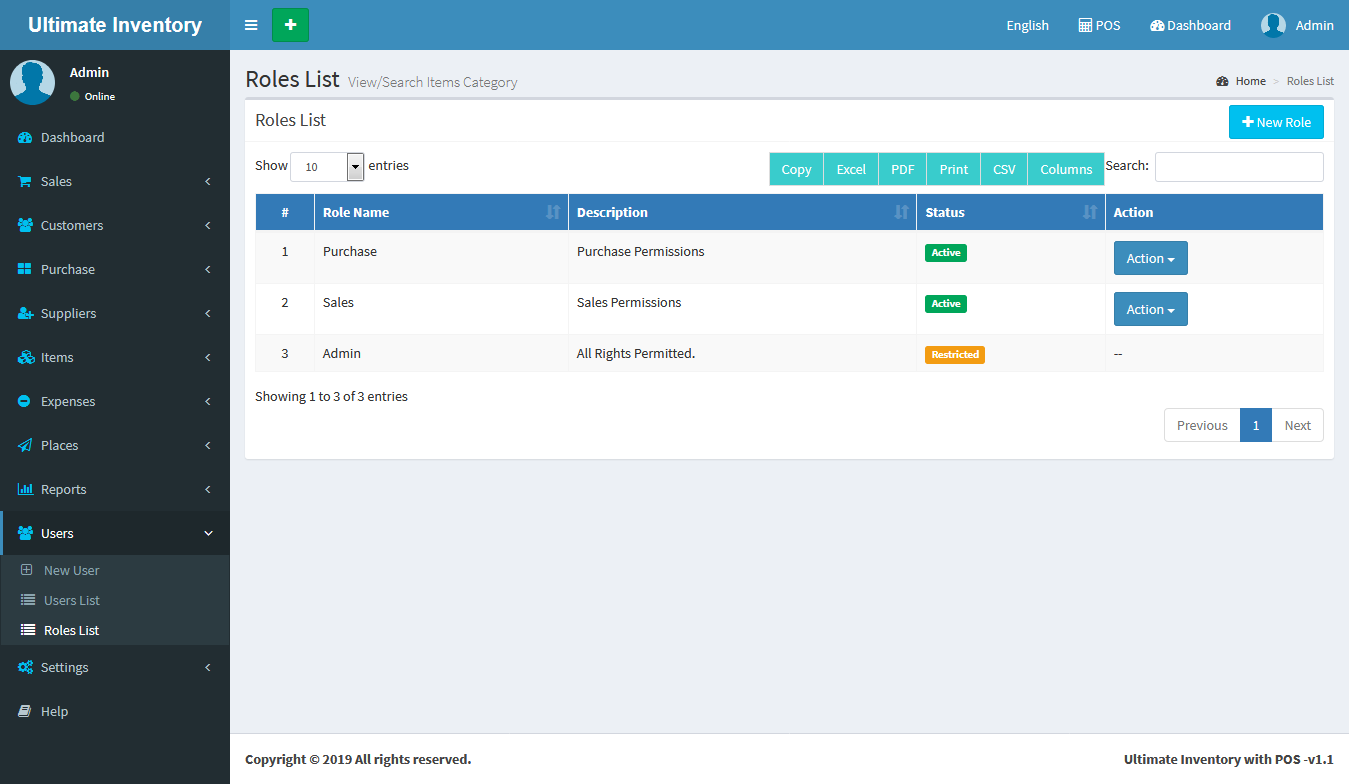 Ultimate Inventory
English POS Dashboard Admin
Admin
Online
Dashboard
Sales
Customers
Purchase
Suppliers
Items
Expenses
Places
Reports
Users
New User
Users List
Roles List
Settings
Help
Roles List View/Search Items Category
Home > Roles List
Roles List
New Role
Show 10 entries
Copy Excel PDF Print CSV Columns Search:
# Role Name Description Status Action
1 Purchase Purchase Permissions Active Action
2 Sales Sales Permissions Active Action
3 Admin All Rights Permitted. Restricted --
Showing 1 to 3 of 3 entries
Previous 1 Next
Copyright © 2019 All rights reserved. Ultimate Inventory with POS -v1.1